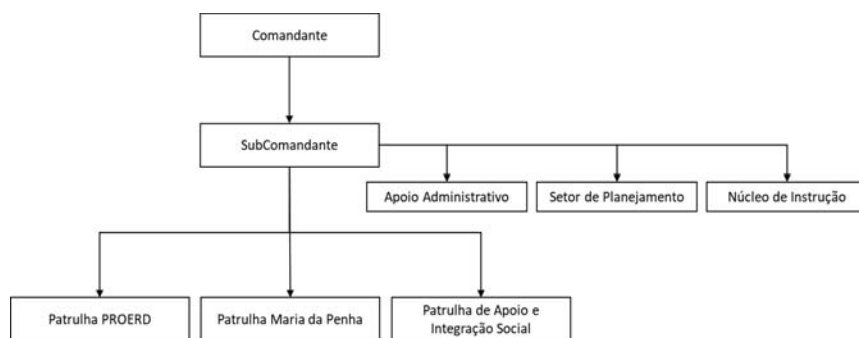 Comandante
SubComandante
Apoio Administrativo
Setor de Planejamento
Núcleo de Instrução
Patrulha PROERD
Patrulha Maria da Penha
Patrulha de Apoio e
Integração Social